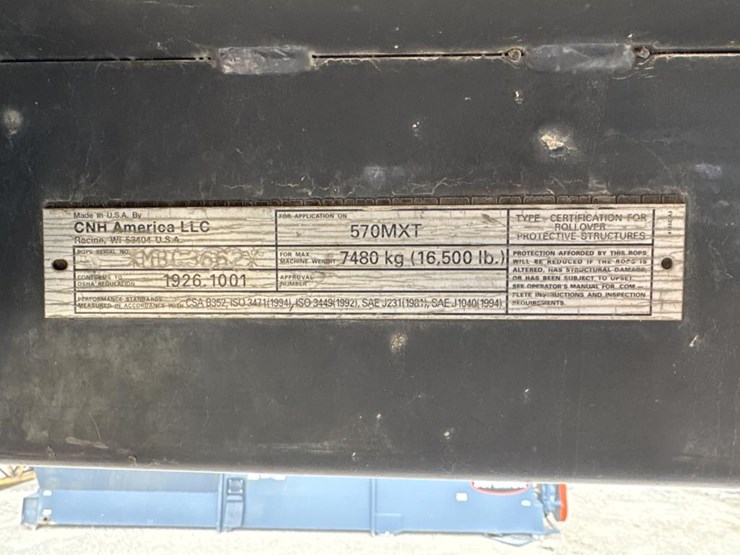 Made in U.S.A. By
CNH America LLC
Racine, WI 53404 U.S.A.
ROPS SERIAL NO.
CONFORMS TO
OSHA REGULATION
1926.1001
FOR APPLICATION ON
570MXT
FOR MAX.
MACHINE WEIGHT 7480 kg (16,500 lb.)
APPROVAL
NUMBER
PERFORMANCE STANDARDS
MEASURED IN ACCORDANCE WITH CSA B352, ISO 3471(1994), ISO 3449(1992), SAE J231(1981), SAE J1040(1994)
TYPE CERTIFICATION FOR
ROLLOVER
PROTECTIVE STRUCTURES
PROTECTION AFFORDED BY THIS ROPS
WILL BE REDUCED IF THE ROPS IS
ALTERED, HAS STRUCTURAL DAMAGE
OR HAS BEEN SUBJECT TO UPSET.
SEE OPERATOR'S MANUAL FOR COM
PLETE INSTRUCTIONS AND INSPECTION
REQUIREMENTS